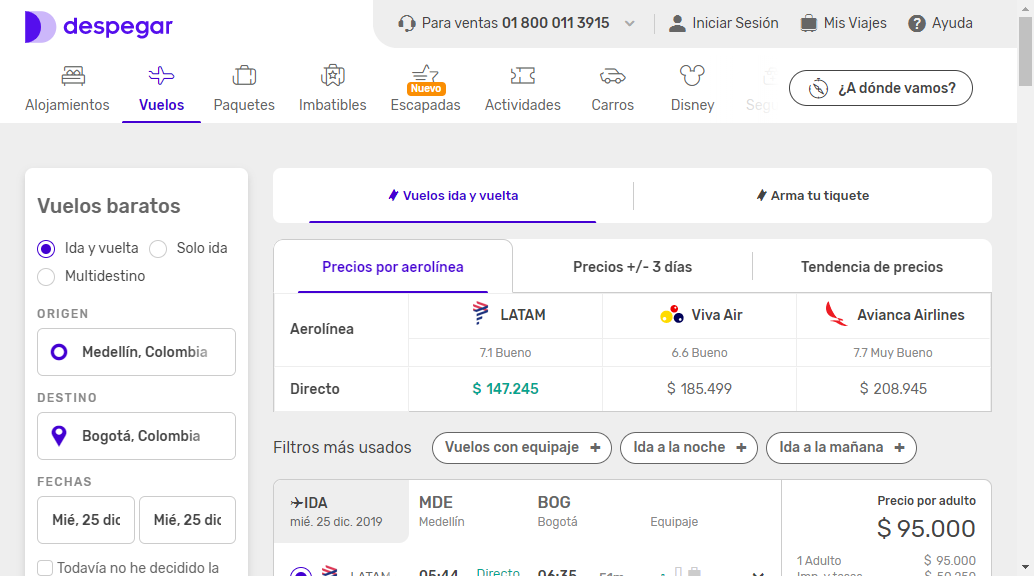 despegar
Para ventas 01 800 011 3915
Iniciar Sesión
Mis Viajes
Ayuda
Alojamientos
Vuelos
Paquetes
Imbatibles
Nuevo
Escapadas
Actividades
Carros
Disney
¿A dónde vamos?
Vuelos baratos
Ida y vuelta
Solo ida
Multidestino
ORIGEN
Medellín, Colombia
DESTINO
Bogotá, Colombia
FECHAS
Mié, 25 dic
Mié, 25 dic
Todavía no he decidido la
Vuelos ida y vuelta
Arma tu tiquete
Precios por aerolínea
Precios +/- 3 días
Tendencia de precios
Aerolínea
LATAM
Viva Air
Avianca Airlines
7.1 Bueno
6.6 Bueno
7.7 Muy Bueno
Directo
$ 147.245
$ 185.499
$ 208.945
Filtros más usados
Vuelos con equipaje +
Ida a la noche +
Ida a la mañana +
IDA
mié. 25 dic. 2019
MDE
Medellín
BOG
Bogotá
Equipaje
LATAM
05:44
Directo
06:35
51m
Precio por adulto
$ 95.000
1 Adulto
$ 95.000